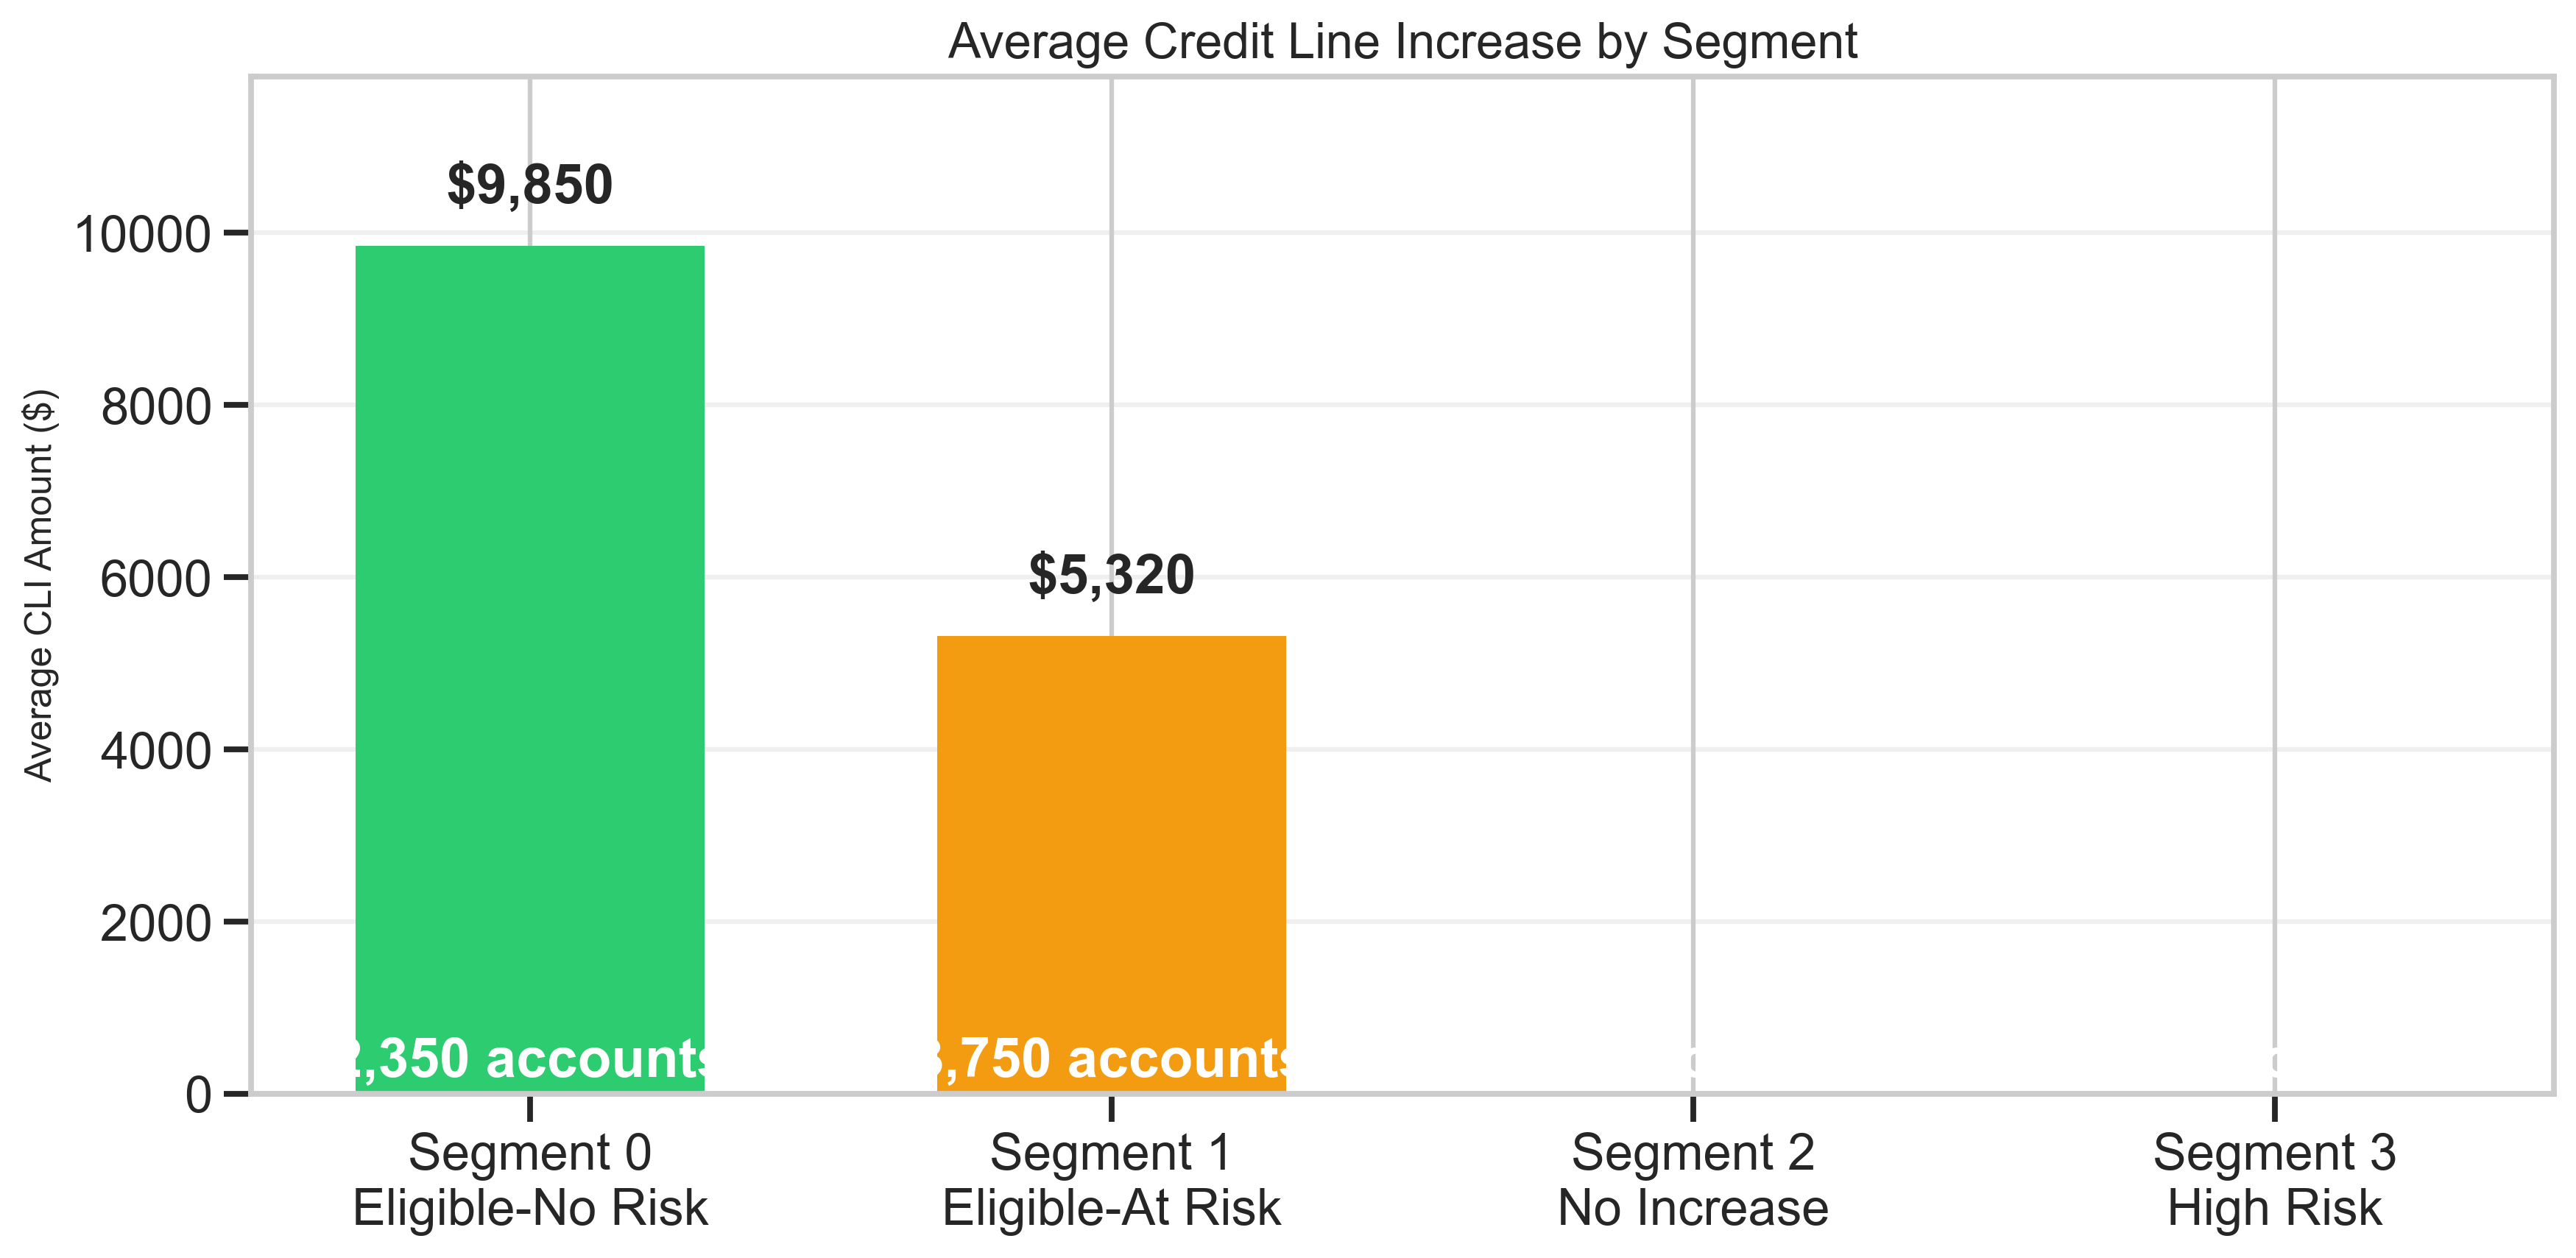 Average Credit Line Increase by Segment
$9,850
$5,320
Average CLI Amount ($)
10000
8000
6000
4000
2000
0
,350 accounts
,750 accounts
Segment 0
Eligible-No Risk
Segment 1
Eligible-At Risk
Segment 2
No Increase
Segment 3
High Risk